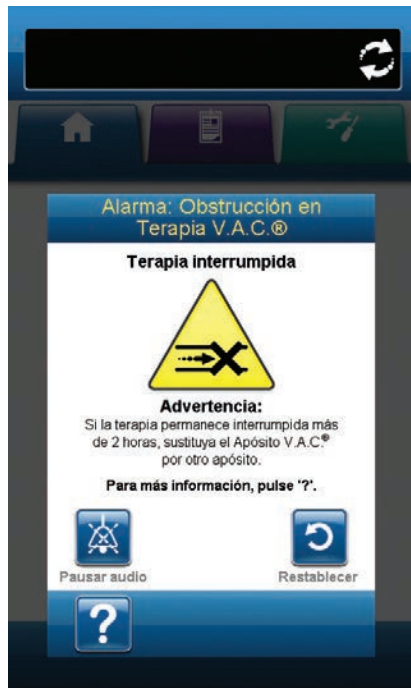 Alarma: Obstrucción en
Terapia V.A.C.®
Terapia interrumpida
Advertencia:
Si la terapia permanece interrumpida más
de 2 horas, sustituya el Apósito V.A.C.®
por otro apósito.
Para más información, pulse '?'.
Pausar audio
Restablecer
?